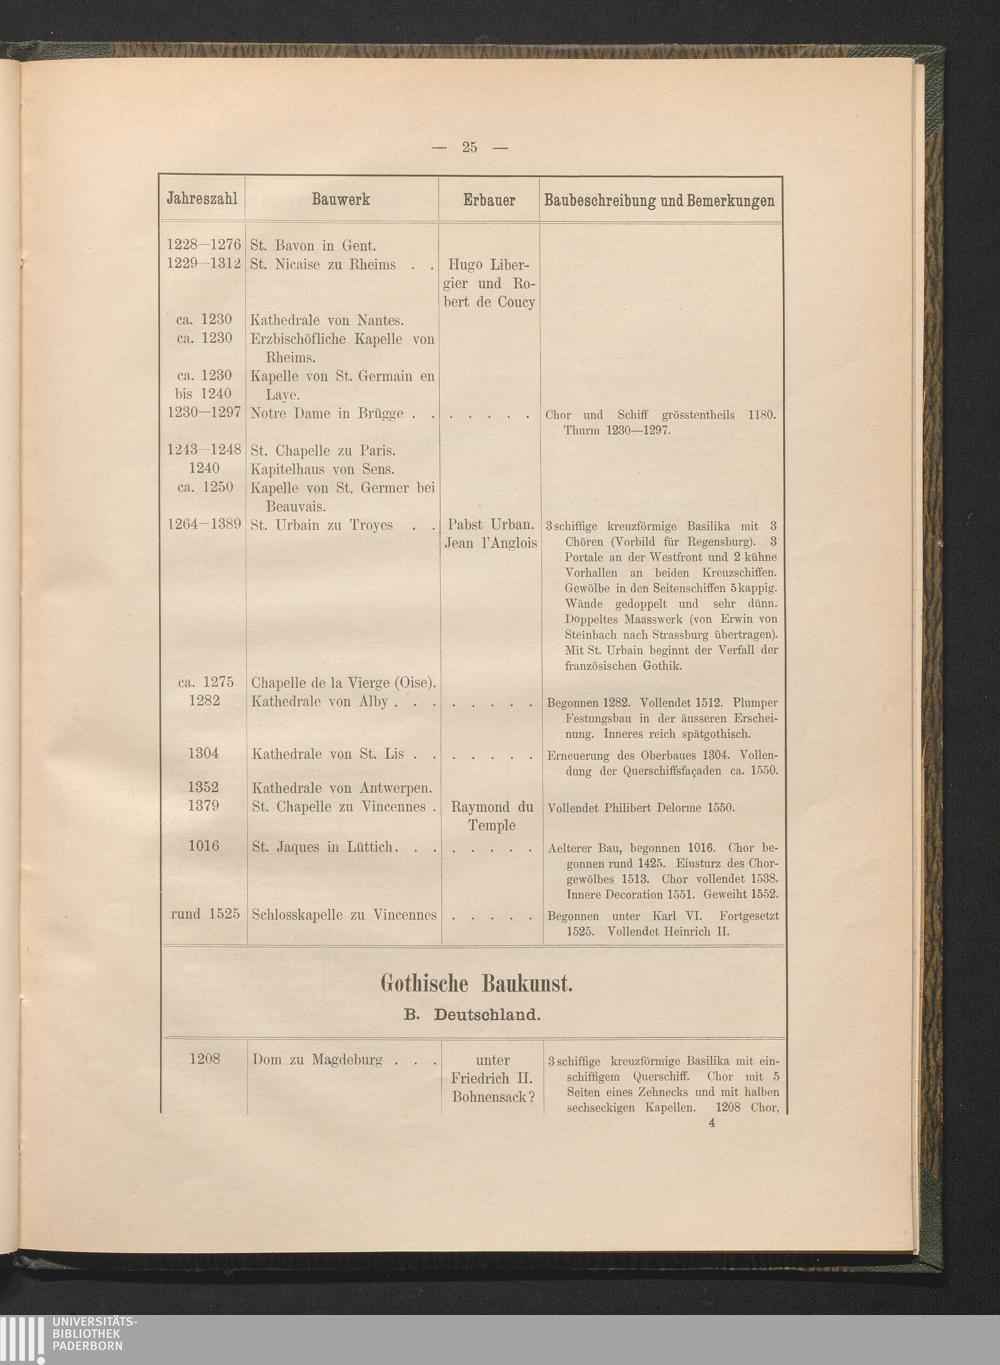 — 25 —
Jahreszahl Bauwerk Erbauer Baubeschreibung und Bemerkungen
1228—1276 St. Bavon in Gent.
1229—1312 St. Nicaise zu Rheims . . Hugo Liber-
gier und Ro-
bert de Coucy
ca. 1230 Kathedrale von Nantes.
ca. 1230 Erzbischöfliche Kapelle von
Rheims.
ca. 1230 Kapelle von St. Germain en
bis 1240 Laye.
1230—1297 Notre Dame in Brügge . . . . . . . Chor und Schiff grösstentheils 1180.
Thurm 1230—1297.
1243—1248 St. Chapelle zu Paris.
1240 Kapitelhaus von Sens.
ca. 1250 Kapelle von St. Germer bei
Beauvais.
1264—1389 St. Urbain zu Troyes . . Pabst Urban. 3schiffige kreuzförmige Basilika mit 3
Jean l'Anglois Chören (Vorbild für Regensburg). 3
Portale an der Westfront und 2 kühne
Vorhallen an beiden Kreuzschiffen.
Gewölbe in den Seitenschiffen 5kappig.
Wände gedoppelt und sehr dünn.
Doppeltes Maasswerk (von Erwin von
Steinbach nach Strassburg übertragen).
Mit St. Urbain beginnt der Verfall der
französischen Gothik.
ca. 1275 Chapelle de la Vierge (Oise).
1282 Kathedrale von Alby . . . . . . . . Begonnen 1282. Vollendet 1512. Plumper
Festungsbau in der äusseren Erschei-
nung. Inneres reich spätgothisch.
1304 Kathedrale von St. Lis . . . . . . . Erneuerung des Oberbaues 1304. Vollen-
dung der Querschiffsfaçaden ca. 1550.
1352 Kathedrale von Antwerpen.
1379 St. Chapelle zu Vincennes . Raymond du Vollendet Philibert Delorme 1550.
Temple
1016 St. Jaques in Lüttich. . . . . . . . Aelterer Bau, begonnen 1016. Chor be-
gonnen rund 1425. Einsturz des Chor-
gewölbes 1513. Chor vollendet 1538.
Innere Decoration 1551. Geweiht 1552.
rund 1525 Schlosskapelle zu Vincennes . . . . . Begonnen unter Karl VI. Fortgesetzt
1525. Vollendet Heinrich II.
Gothische Baukunst.
B. Deutschland.
1208 Dom zu Magdeburg . . . unter 3schiffige kreuzförmige Basilika mit ein-
Friedrich II. schiffigem Querschiff. Chor mit 5
Bohnensack? Seiten eines Zehnecks und mit halben
sechseckigen Kapellen. 1208 Chor,
4
UNIVERSITÄTS-
BIBLIOTHEK
PADERBORN